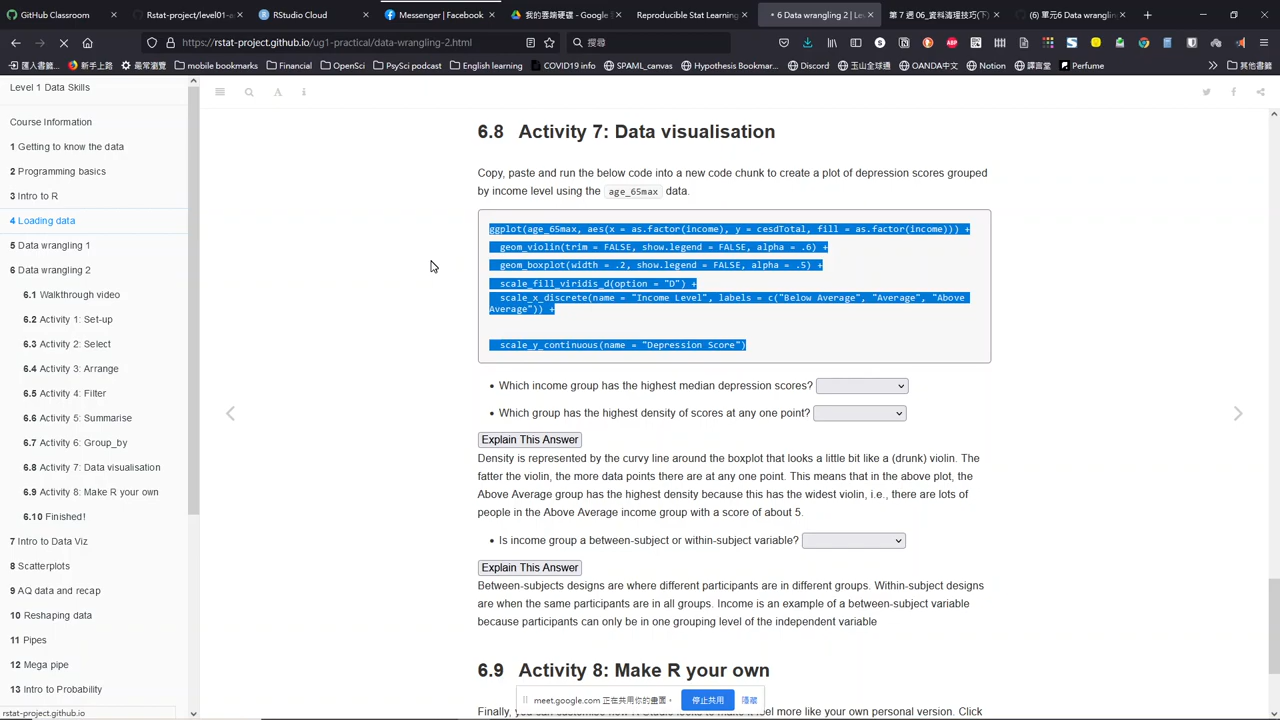 GitHub Classroom
Rstat-project/level01-a
RStudio Cloud
Messenger | Facebook
我的雲端硬碟 - Google
Reproducible Stat Learning
6 Data wrangling 2 | Lev
第 7 週 06_資料清理技巧(下)
(6) 單元6 Data wrangling
https://rstat-project.github.io/ug1-practical/data-wrangling-2.html
搜尋
匯入書籤...
新手上路
最常瀏覽
mobile bookmarks
Financial
OpenSci
PsySci podcast
English learning
COVID19 info
SPAML_canvas
Hypothesis Bookmar...
Discord
玉山全球通
OANDA中文
Notion
譯言堂
Perfume
其他書籤
Level 1 Data Skills
Course Information
1 Getting to know the data
2 Programming basics
3 Intro to R
4 Loading data
Data wrangling 1
Data wrangling 2
6.1 Walkthrough video
6.2 Activity 1: Set-up
6.3 Activity 2: Select
6.4 Activity 3: Arrange
6.5 Activity 4: Filter
6.6 Activity 5: Summarise
6.7 Activity 6: Group_by
6.8 Activity 7: Data visualisation
6.9 Activity 8: Make R your own
6.10 Finished!
7 Intro to Data Viz
8 Scatterplots
9 AQ data and recap
10 Reshaping data
11 Pipes
12 Mega pipe
13 Intro to Probability
rstat-project.github.io
6.8 Activity 7: Data visualisation
Copy, paste and run the below code into a new code chunk to create a plot of depression scores grouped
by income level using the age_65max data.
ggplot(age_65max, aes(x = as.factor(income), y = cesdTotal, fill = as.factor(income))) +
geom_violin(trim = FALSE, show.legend = FALSE, alpha = .6) +
geom_boxplot(width = .2, show.legend = FALSE, alpha = .5) +
scale_fill_viridis_d(option = "D") +
scale_x_discrete(name = "Income Level", labels = c("Below Average", "Average", "Above
Average")) +
scale_y_continuous(name = "Depression Score")
• Which income group has the highest median depression scores?
• Which group has the highest density of scores at any one point?
Explain This Answer
Density is represented by the curvy line around the boxplot that looks a little bit like a (drunk) violin. The
fatter the violin, the more data points there are at any one point. This means that in the above plot, the
Above Average group has the highest density because this has the widest violin, i.e., there are lots of
people in the Above Average income group with a score of about 5.
• Is income group a between-subject or within-subject variable?
Explain This Answer
Between-subjects designs are where different participants are in different groups. Within-subject designs
are when the same participants are in all groups. Income is an example of a between-subject variable
because participants can only be in one grouping level of the independent variable
6.9 Activity 8: Make R your own
meet.google.com 正在共用你的畫面。
停止共用
隱藏
Finally, you can customise how R Studio looks to make it feel more like your own personal version. Click